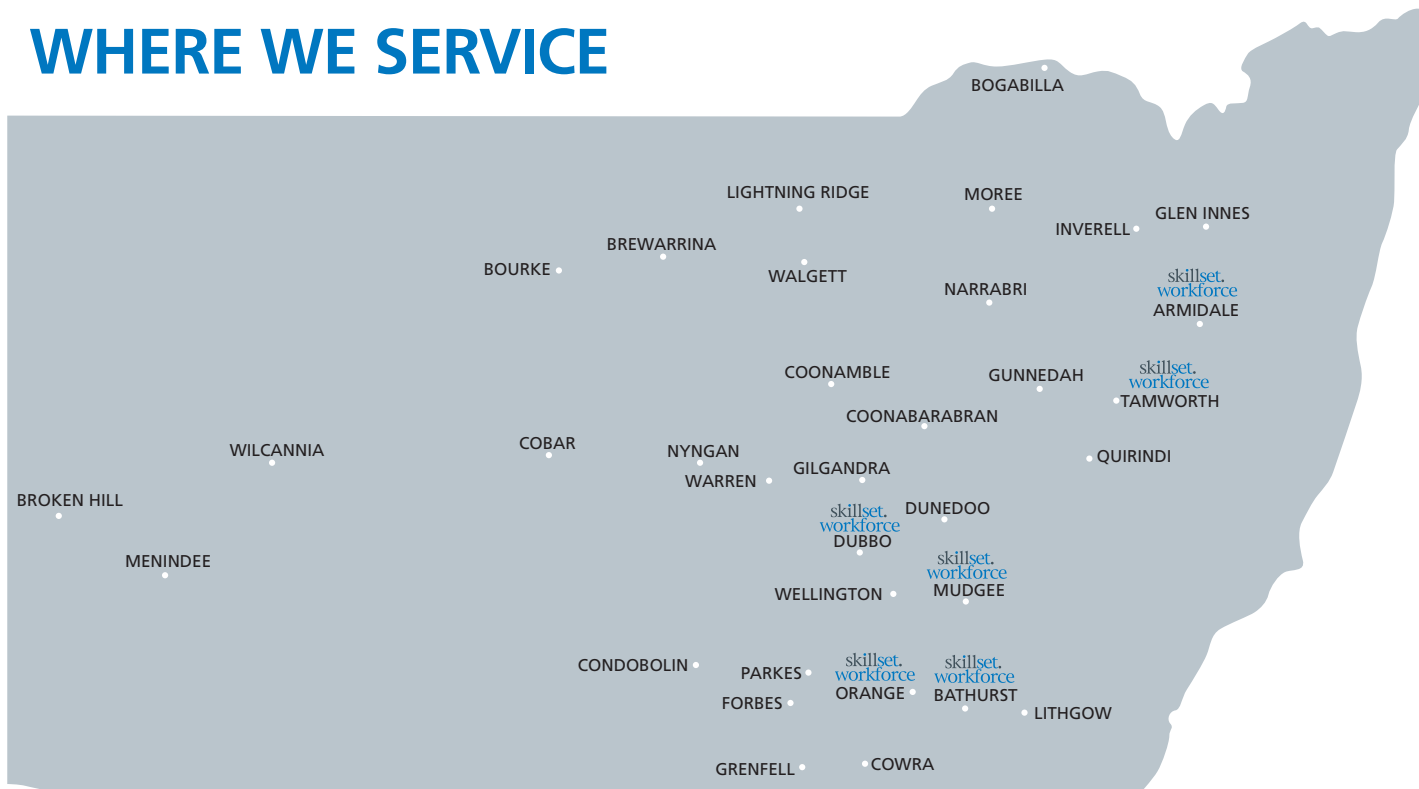 WHERE WE SERVICE
BOGABILLA
LIGHTNING RIDGE
MOREE
GLEN INNES
INVERELL
BREWARRINA
BOURKE
WALGETT
skillset.
workforce
ARMIDALE
NARRABRI
COONAMBLE
GUNNEDAH
skillset.
workforce
TAMWORTH
COONABARABRAN
WILCANNIA
COBAR
NYNGAN
QUIRINDI
GILGANDRA
WARREN
BROKEN HILL
skillset.
workforce
DUBBO
DUNEDOO
MENINDEE
skillset.
workforce
MUDGEE
WELLINGTON
CONDOBOLIN
PARKES
skillset.
workforce
ORANGE
skillset.
workforce
BATHURST
FORBES
LITHGOW
GRENFELL
COWRA